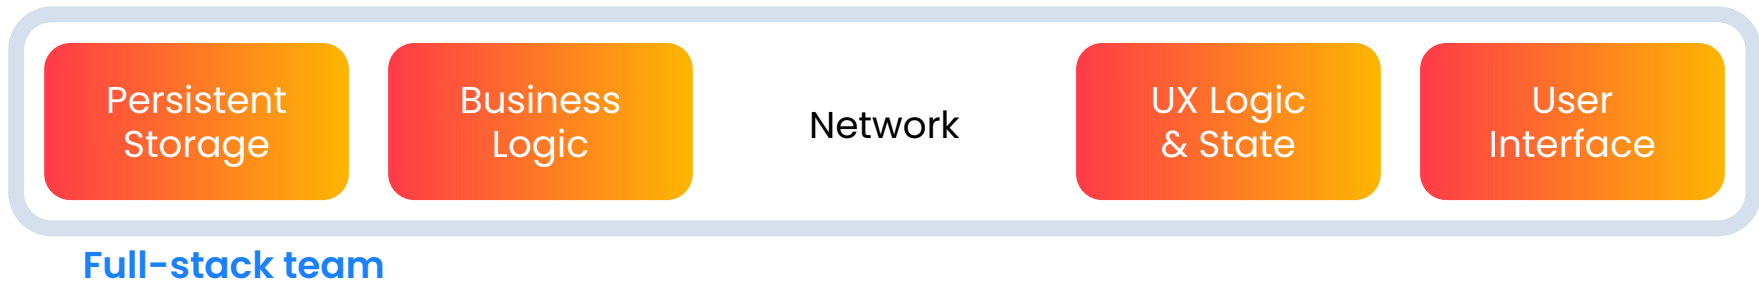 Persistent
Storage
Business
Logic
Network
UX Logic
& State
User
Interface
Full-stack team